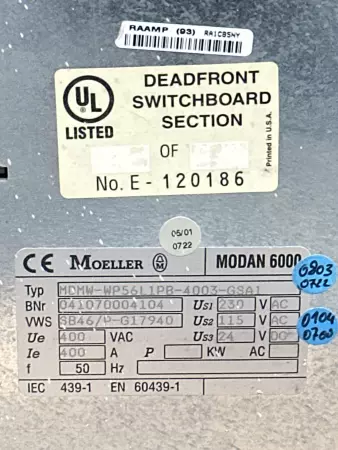 RAAMP (93) RA1C85WY
UL
LISTED
DEADFRONT
SWITCHBOARD
SECTION
OF
No. E - 120186
Printed in U.S.A.
05/01
0722
CE MOELLER MODAN 6000
Typ MDMW-WP56L1PB-4003-GSA1
BNr 041070004104 Us1 230 V AC
VWS SB46/P-G17940 Us2 115 V AC
Ue 400 VAC Us3 24 V
Ie 400 A P KW AC
f 50 Hz
IEC 439-1 EN 60439-1
0803
0722
0104
0760